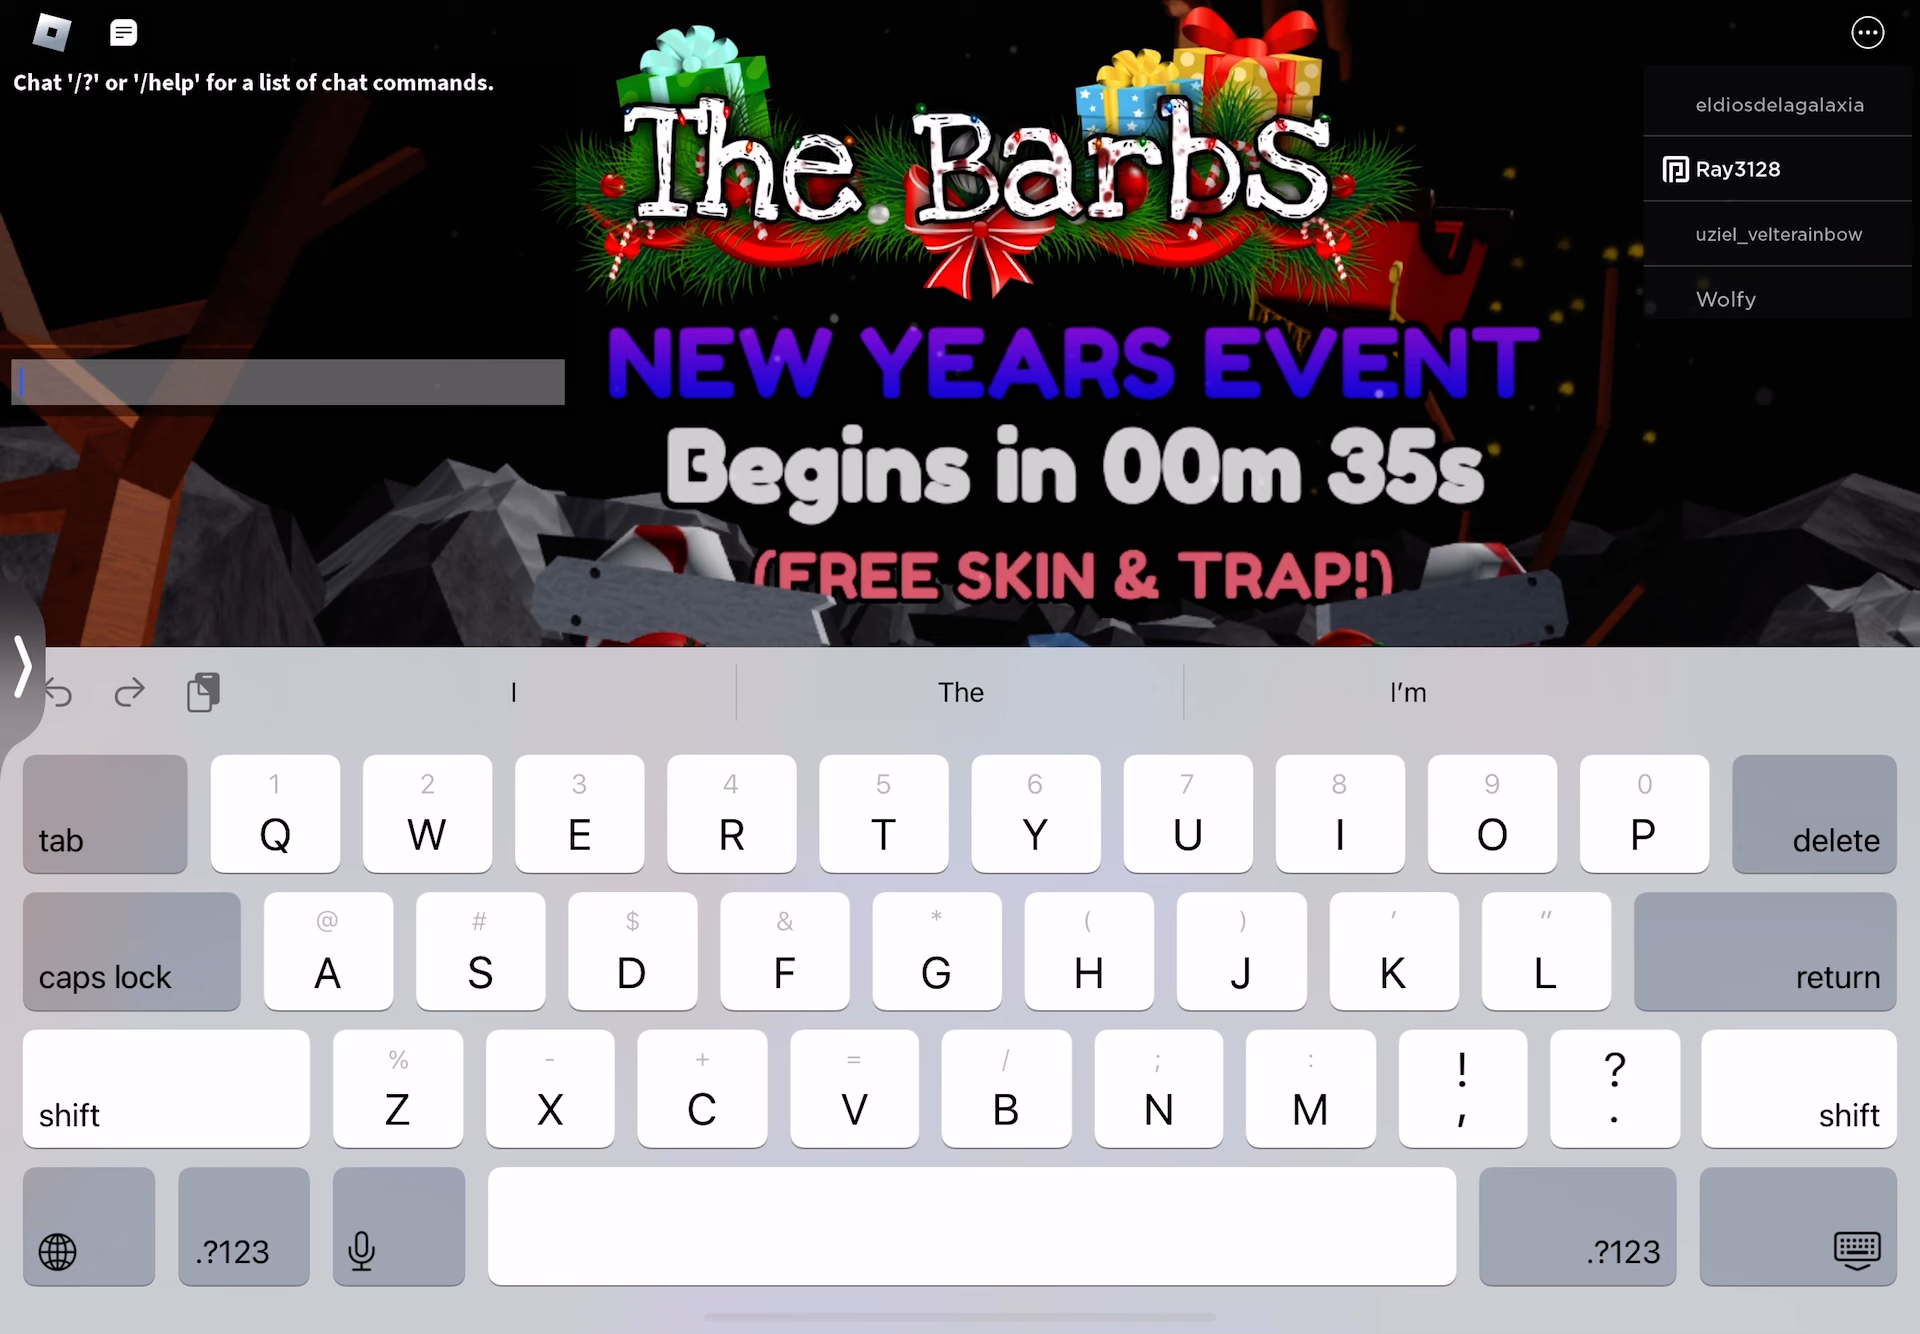 Chat '/?' or '/help' for a list of chat commands.
eldiosdelagalaxia
Ray3128
uziel_velterainbow
Wolfy
The Barbs
7
NEW YEARS EVENT
Begins in 00m 35s
(FREE SKIN & TRAP!)
I The I'm
tab 1 Q 2 W 3 E 4 R 5 T 6 Y 7 U 8 I 9 O 0 P delete
caps lock @ A # S $ D & F * G ( H ) J ' K " L return
shift % Z - X + C = V / B ; N : M ! , ? . shift
.?123 .?123